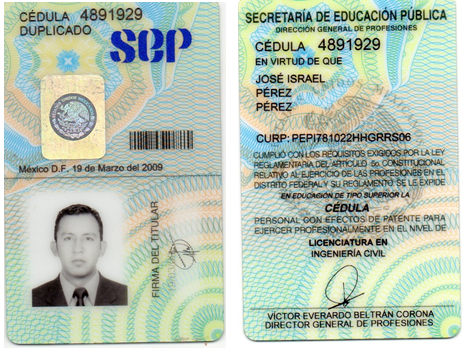 CÉDULA 4891929
DUPLICADO
SEP
México D.F. 19 de Marzo del 2009
FIRMA DEL TITULAR
SECRETARÍA DE EDUCACIÓN PÚBLICA
DIRECCIÓN GENERAL DE PROFESIONES
CÉDULA 4891929
EN VIRTUD DE QUE
JOSÉ ISRAEL
PÉREZ
PÉREZ
CURP: PEPI781022HHGRRS06
CUMPLIÓ CON LOS REQUISITOS EXIGIDOS POR LA LEY
REGLAMENTARIA DEL ARTÍCULO 5o. CONSTITUCIONAL
RELATIVO AL EJERCICIO DE LAS PROFESIONES EN EL
DISTRITO FEDERAL Y SU REGLAMENTO SE LE EXPIDE
EN EDUCACIÓN DE TIPO SUPERIOR LA
CÉDULA
PERSONAL CON EFECTOS DE PATENTE PARA
EJERCER PROFESIONALMENTE EN EL NIVEL DE
LICENCIATURA EN
INGENIERÍA CIVIL
VÍCTOR EVERARDO BELTRÁN CORONA
DIRECTOR GENERAL DE PROFESIONES